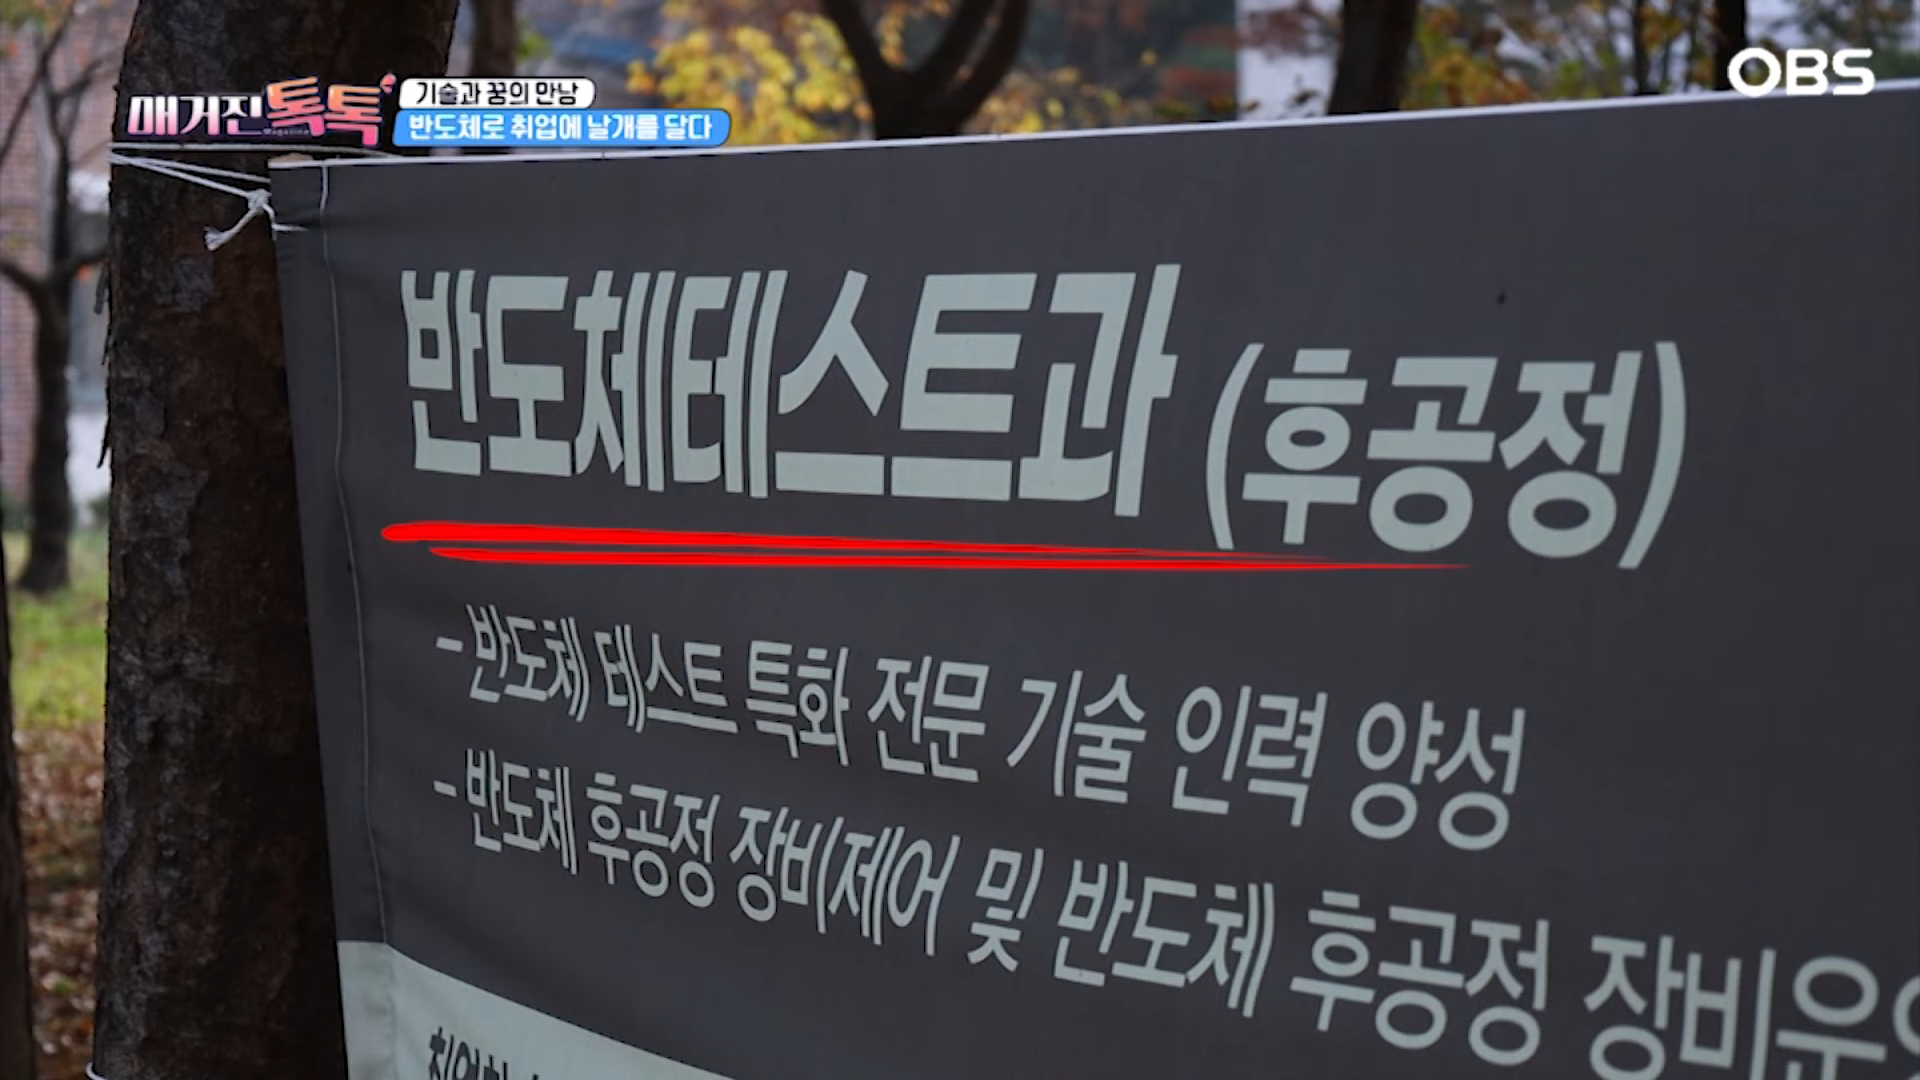 매거진톡톡
Magazine
기술과 꿈의 만남
반도체로 취업에 날개를 달다
OBS
반도체테스트과 (후공정)
- 반도체 테스트 특화 전문 기술 인력 양성
- 반도체 후공정 장비제어 및 반도체 후공정